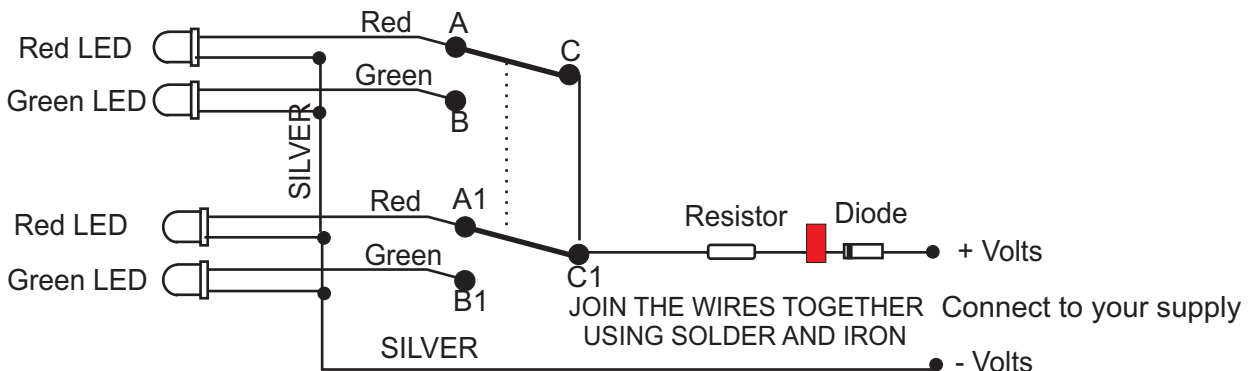 Red
A
Red LED
C
Green
Green LED
B
SILVER
Red
A1
Red LED
Resistor
Diode
+ Volts
Green
Green LED
B1
C1
JOIN THE WIRES TOGETHER
USING SOLDER AND IRON
Connect to your supply
SILVER
- Volts